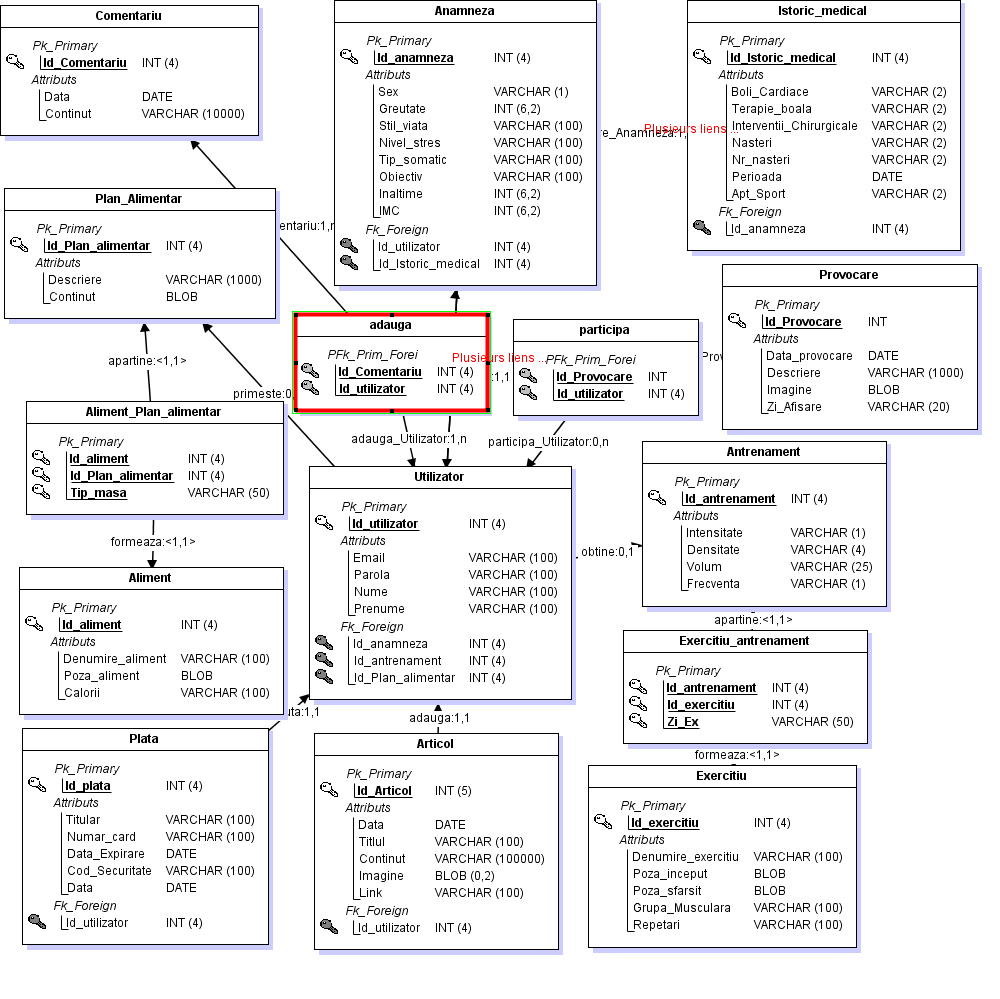 Comentariu
Pk_Primary
Id_Comentariu INT (4)
Attributs
Data DATE
Continut VARCHAR (10000)
Anamneza
Pk_Primary
Id_anamneza INT (4)
Attributs
Sex VARCHAR (1)
Greutate INT (6,2)
Stil_viata VARCHAR (100)
Nivel_stres VARCHAR (100)
Tip_somatic VARCHAR (100)
Obiectiv VARCHAR (100)
Inaltime INT (6,2)
IMC INT (6,2)
Fk_Foreign
Id_utilizator INT (4)
Id_Istoric_medical INT (4)
re_Anamneza:1,
Plusieurs liens ...
Istoric_medical
Pk_Primary
Id_Istoric_medical INT (4)
Attributs
Boli_Cardiace VARCHAR (2)
Terapie_boala VARCHAR (2)
Interventii_Chirurgicale VARCHAR (2)
Nasteri VARCHAR (2)
Nr_nasteri VARCHAR (2)
Perioada DATE
Apt_Sport VARCHAR (2)
Fk_Foreign
Id_anamneza INT (4)
Plan_Alimentar
Pk_Primary
Id_Plan_alimentar INT (4)
Attributs
Descriere VARCHAR (1000)
Continut BLOB
entariu:1,n
Provocare
Pk_Primary
Id_Provocare INT
Attributs
Data_provocare DATE
Descriere VARCHAR (1000)
Imagine BLOB
Zi_Afisare VARCHAR (20)
adauga
PFk_Prim_Forei
Id_Comentariu INT (4)
Id_utilizator INT (4)
Plusieurs liens ...
:1,1
participa
PFk_Prim_Forei
Id_Provocare INT
Id_utilizator INT (4)
Prov
apartine:<1,1>
primeste:0
adauga_Utilizator:1,n
participa_Utilizator:0,n
Aliment_Plan_alimentar
Pk_Primary
Id_aliment INT (4)
Id_Plan_alimentar INT (4)
Tip_masa VARCHAR (50)
formeaza:<1,1>
Utilizator
Pk_Primary
Id_utilizator INT (4)
Attributs
Email VARCHAR (100)
Parola VARCHAR (100)
Nume VARCHAR (100)
Prenume VARCHAR (100)
Fk_Foreign
Id_anamneza INT (4)
Id_antrenament INT (4)
Id_Plan_alimentar INT (4)
obtine:0,1
Antrenament
Pk_Primary
Id_antrenament INT (4)
Attributs
Intensitate VARCHAR (1)
Densitate VARCHAR (4)
Volum VARCHAR (25)
Frecventa VARCHAR (1)
apartine:<1,1>
Aliment
Pk_Primary
Id_aliment INT (4)
Attributs
Denumire_aliment VARCHAR (100)
Poza_aliment BLOB
Calorii VARCHAR (100)
Exercitiu_antrenament
Pk_Primary
Id_antrenament INT (4)
Id_exercitiu INT (4)
Zi_Ex VARCHAR (50)
formeaza:<1,1>
uta:1,1
adauga:1,1
Plata
Pk_Primary
Id_plata INT (4)
Attributs
Titular VARCHAR (100)
Numar_card VARCHAR (100)
Data_Expirare DATE
Cod_Securitate VARCHAR (100)
Data DATE
Fk_Foreign
Id_utilizator INT (4)
Articol
Pk_Primary
Id_Articol INT (5)
Attributs
Data DATE
Titlul VARCHAR (100)
Continut VARCHAR (100000)
Imagine BLOB (0,2)
Link VARCHAR (100)
Fk_Foreign
Id_utilizator INT (4)
Exercitiu
Pk_Primary
Id_exercitiu INT (4)
Attributs
Denumire_exercitiu VARCHAR (100)
Poza_inceput BLOB
Poza_sfarsit BLOB
Grupa_Musculara VARCHAR (100)
Repetari VARCHAR (100)